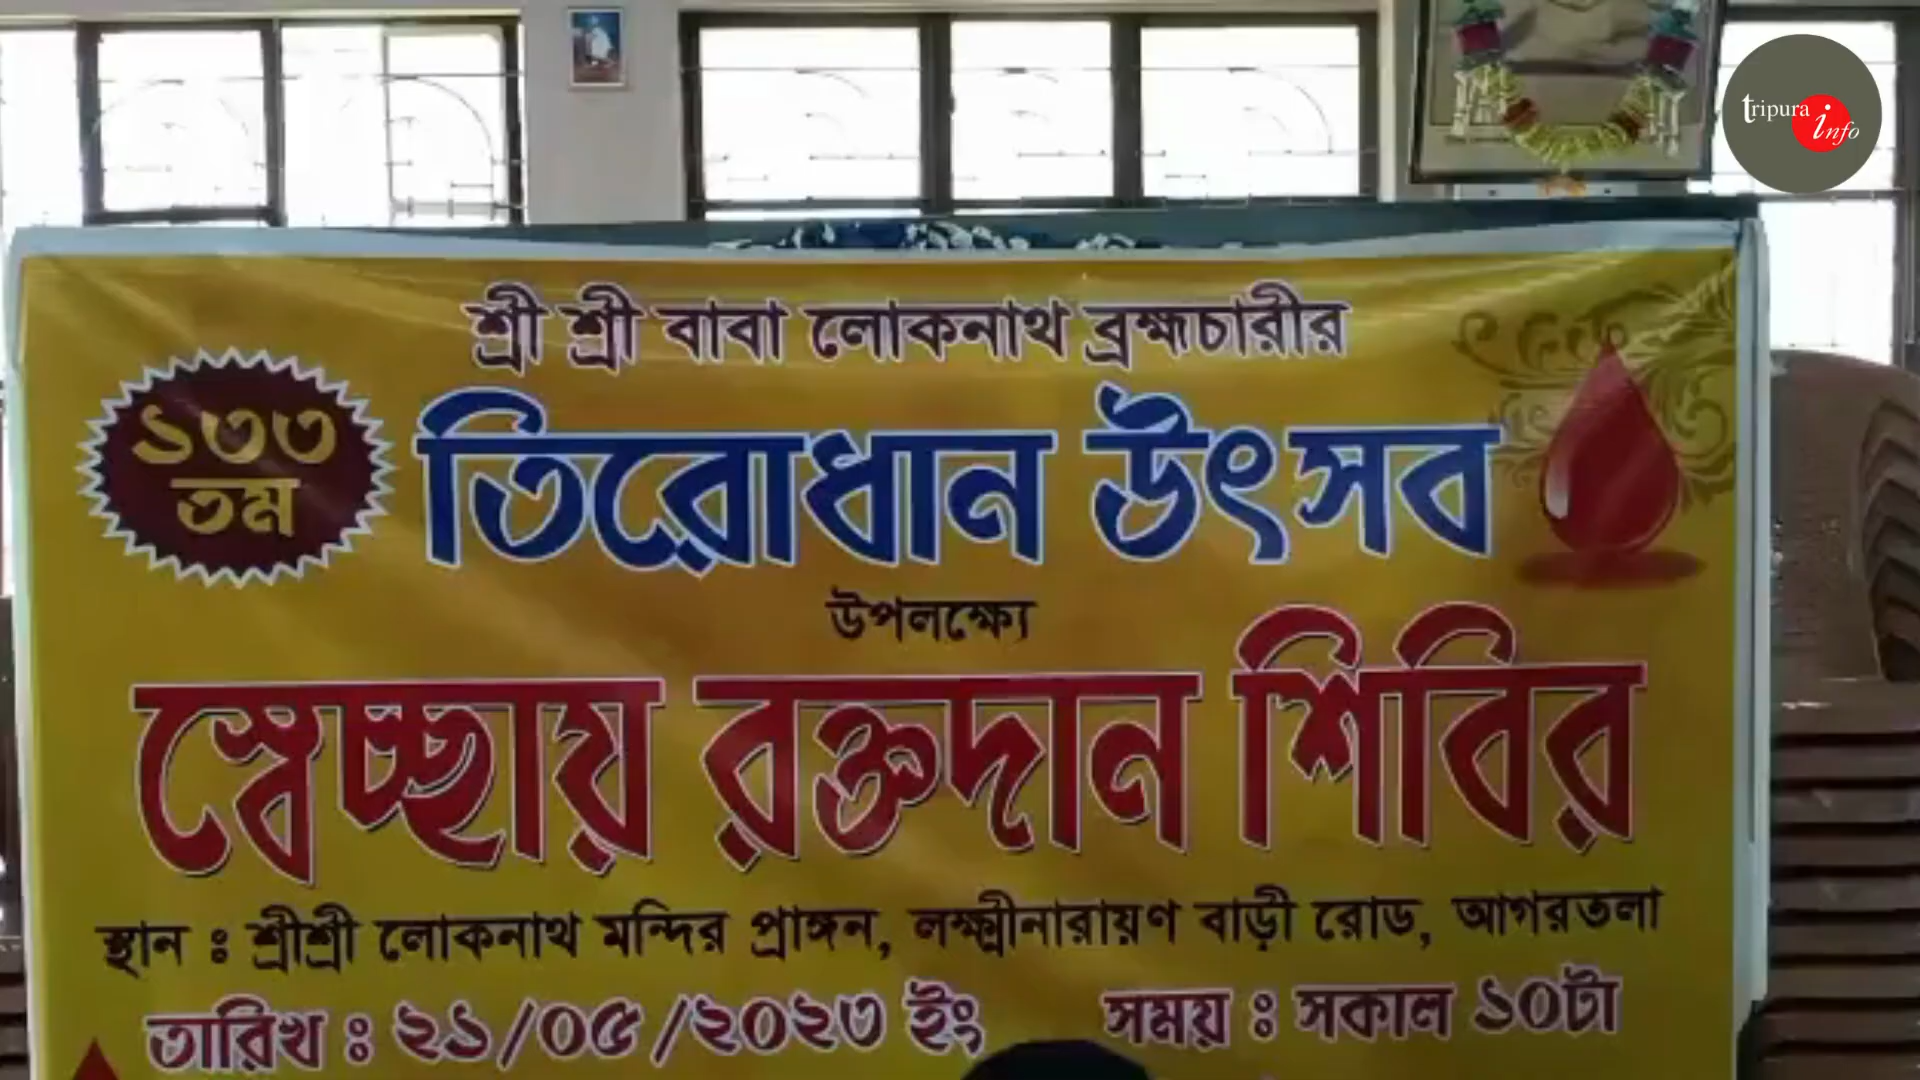 tripura info
শ্রী শ্রী বাবা লোকনাথ ব্রহ্মচারীর
১৩৩
তম
তিরোধান উৎসব
উপলক্ষ্যে
স্বেচ্ছায় রক্তদান শিবির
স্থান ঃ শ্রীশ্রী লোকনাথ মন্দির প্রাঙ্গন, লক্ষ্মীনারায়ণ বাড়ী রোড, আগরতলা
তারিখ ঃ ২১/০৫/২০২৩ ইং সময় ঃ সকাল ১০টা